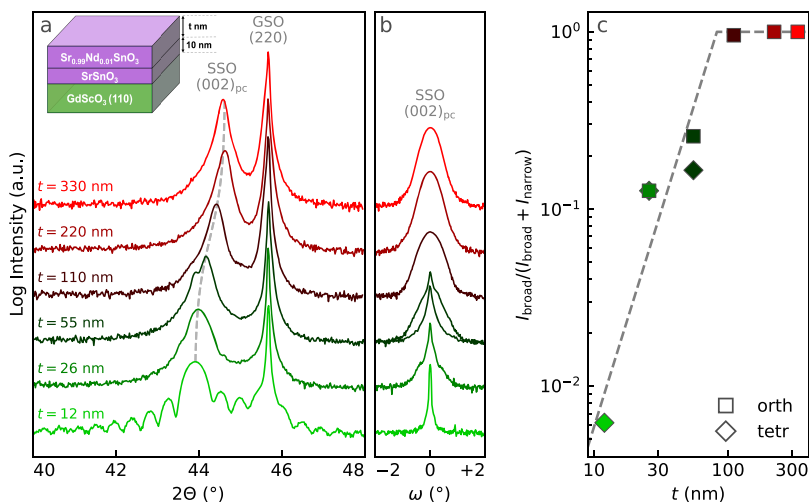 a
t nm
10 nm
Sr0.99Nd0.01SnO3
SrSnO3
GdScO3 (110)
GSO
(220)
SSO
(002)pc
t = 330 nm
t = 220 nm
t = 110 nm
t = 55 nm
t = 26 nm
t = 12 nm
Log Intensity (a.u.)
40 42 44 46 48
2Θ (°)
b
SSO
(002)pc
−2 0 +2
ω (°)
c
10⁰
10⁻¹
10⁻²
Ibroad/(Ibroad + Inarrow)
orth
tetr
10 30 100 300
t (nm)